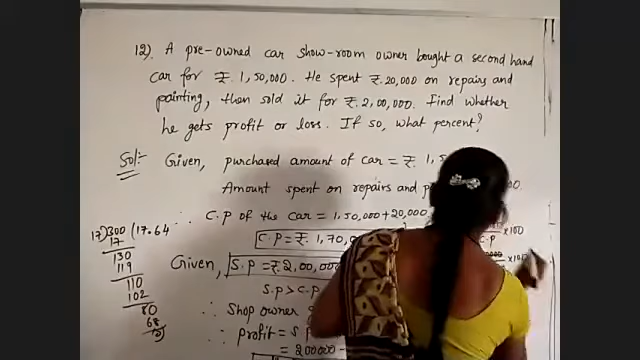 12) A pre-owned car show-room owner bought a second hand
car for ₹. 1,50,000. He spent ₹.20,000 on repairs and
painting, then sold it for ₹.2,00,000. Find whether
he gets profit or loss. If so, what percent?
Sol:- Given, purchased amount of car = ₹. 1,5
Amount spent on repairs and
∴ C.P of the car = 1,50,000+20,000
C.P = ₹. 1,70,
Given, S.P = ₹.2,00,000
S.P > C.P
∴ Shop owner
∴ profit = S.P
= 200000 -
C.P ×100
17)300(17.64
17
130
119
110
102
80
68